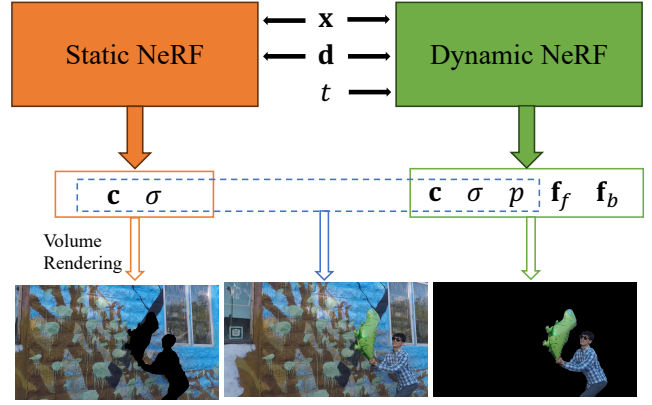 Static NeRF
x
d
t
Dynamic NeRF
c σ
c σ p f_f f_b
Volume
Rendering